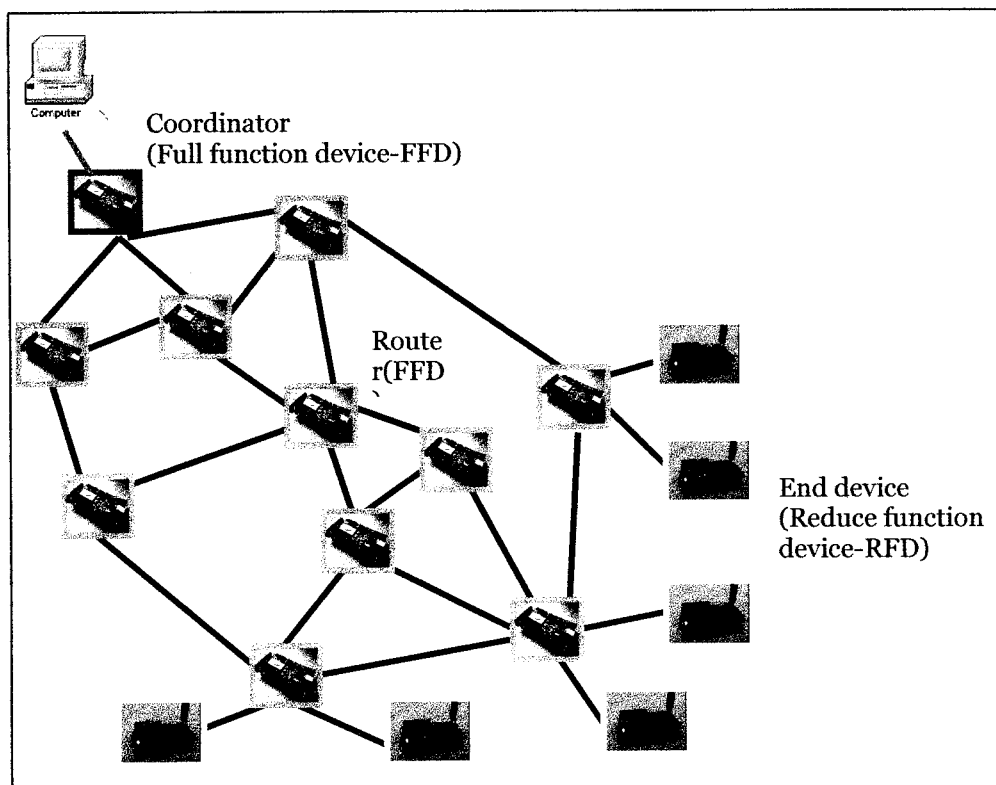 Computer
Coordinator
(Full function device-FFD)
Route
r(FFD
End device
(Reduce function
device-RFD)